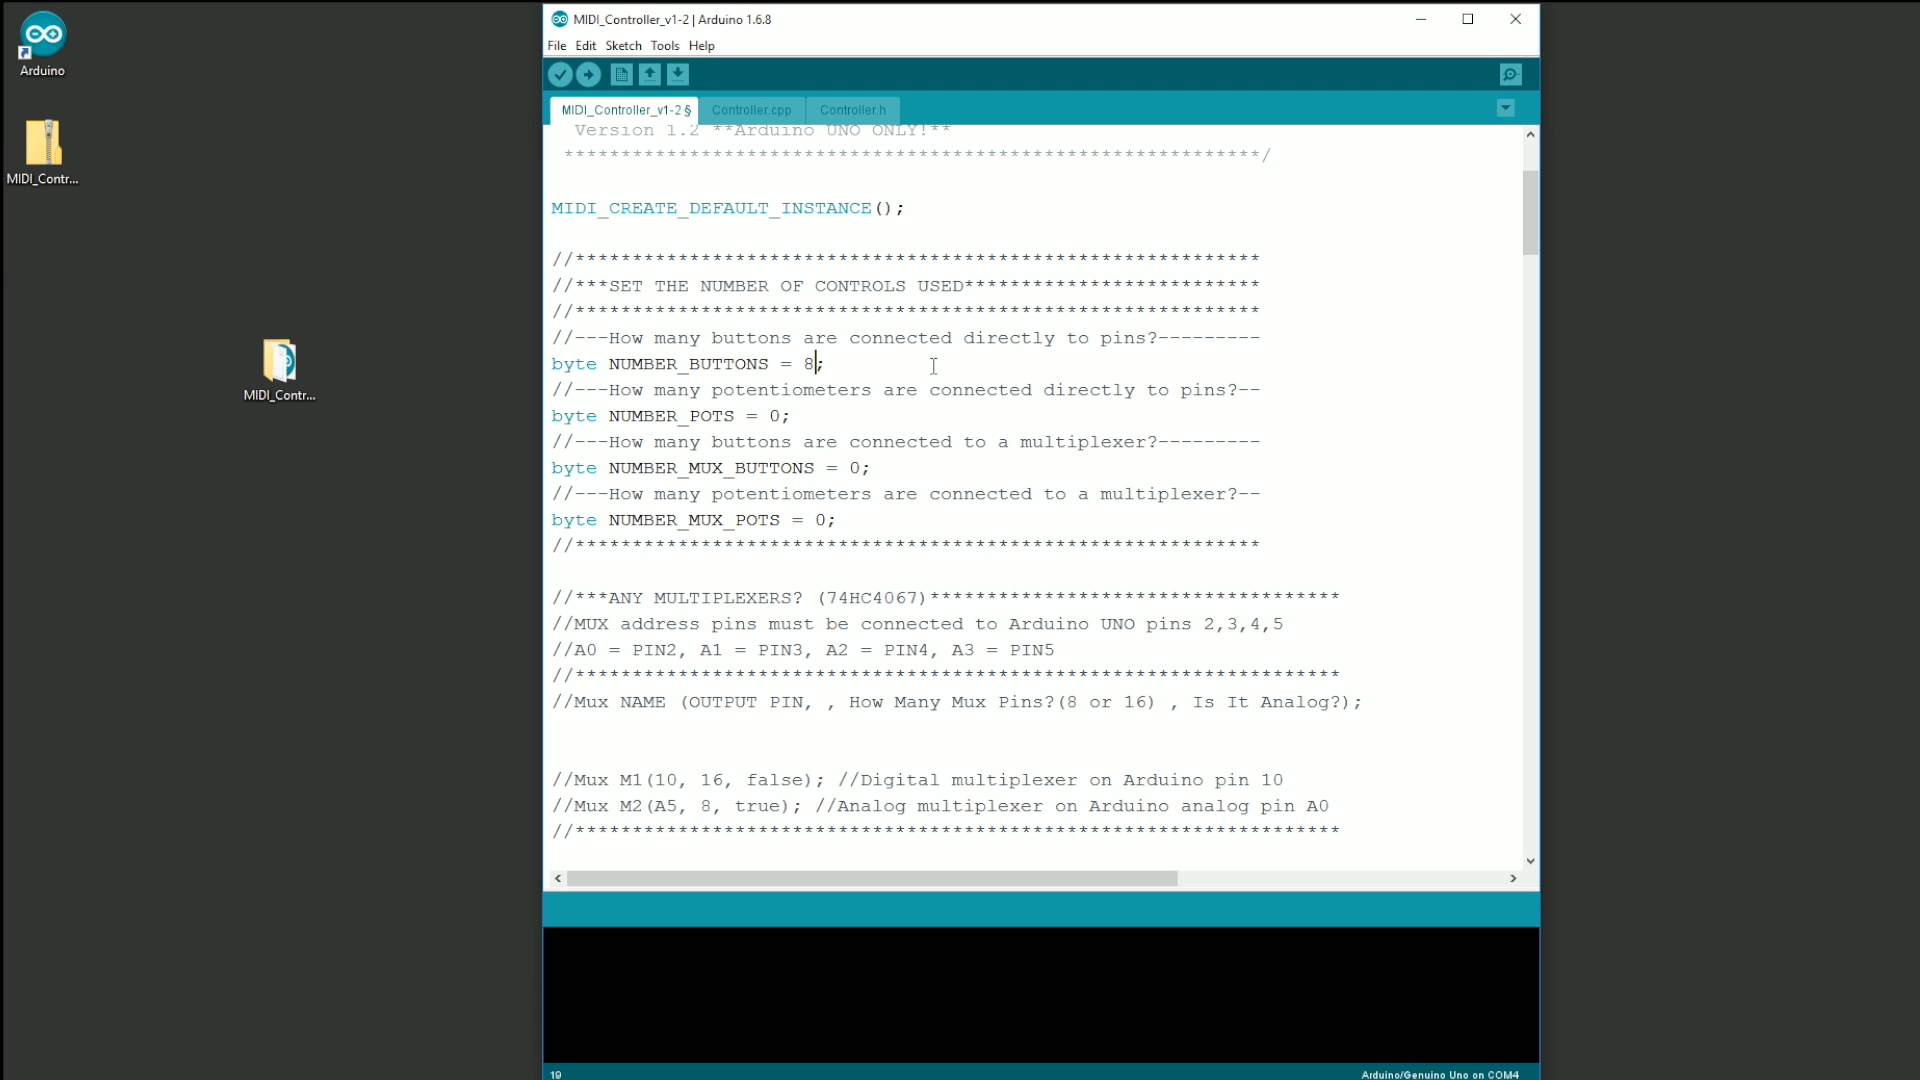 Arduino
MIDI_Contr...
MIDI_Contr...
MIDI_Controller_v1-2 | Arduino 1.6.8
File Edit Sketch Tools Help
MIDI_Controller_v1-2 § Controller.cpp Controller.h
Version 1.2 **Arduino UNO ONLY!**
*************************************************************/
MIDI_CREATE_DEFAULT_INSTANCE();
//************************************************************
//***SET THE NUMBER OF CONTROLS USED**************************
//************************************************************
//---How many buttons are connected directly to pins?---------
byte NUMBER_BUTTONS = 8;
//---How many potentiometers are connected directly to pins?--
byte NUMBER_POTS = 0;
//---How many buttons are connected to a multiplexer?---------
byte NUMBER_MUX_BUTTONS = 0;
//---How many potentiometers are connected to a multiplexer?--
byte NUMBER_MUX_POTS = 0;
//************************************************************
//***ANY MULTIPLEXERS? (74HC4067)************************************
//MUX address pins must be connected to Arduino UNO pins 2,3,4,5
//A0 = PIN2, A1 = PIN3, A2 = PIN4, A3 = PIN5
//*******************************************************************
//Mux NAME (OUTPUT PIN, , How Many Mux Pins?(8 or 16) , Is It Analog?);
//Mux M1(10, 16, false); //Digital multiplexer on Arduino pin 10
//Mux M2(A5, 8, true); //Analog multiplexer on Arduino analog pin A0
//*******************************************************************
19
Arduino/Genuino Uno on COM4